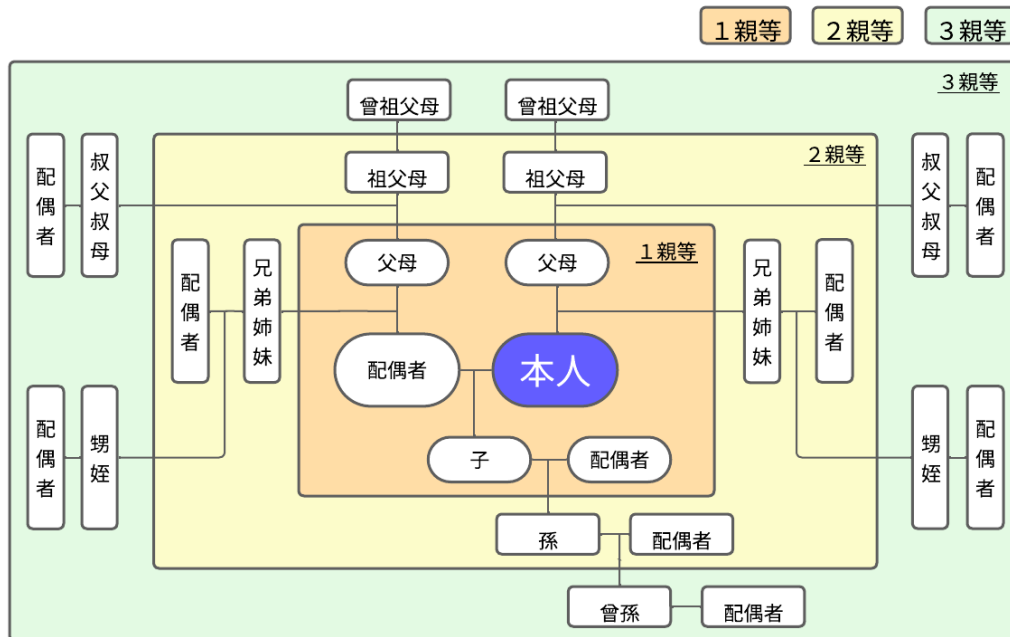 １親等
２親等
３親等
３親等
曾祖父母
曾祖父母
２親等
配偶者
叔父叔母
祖父母
祖父母
叔父叔母
配偶者
１親等
配偶者
兄弟姉妹
父母
父母
兄弟姉妹
配偶者
配偶者
本人
配偶者
甥姪
子
配偶者
甥姪
配偶者
孫
配偶者
曾孫
配偶者